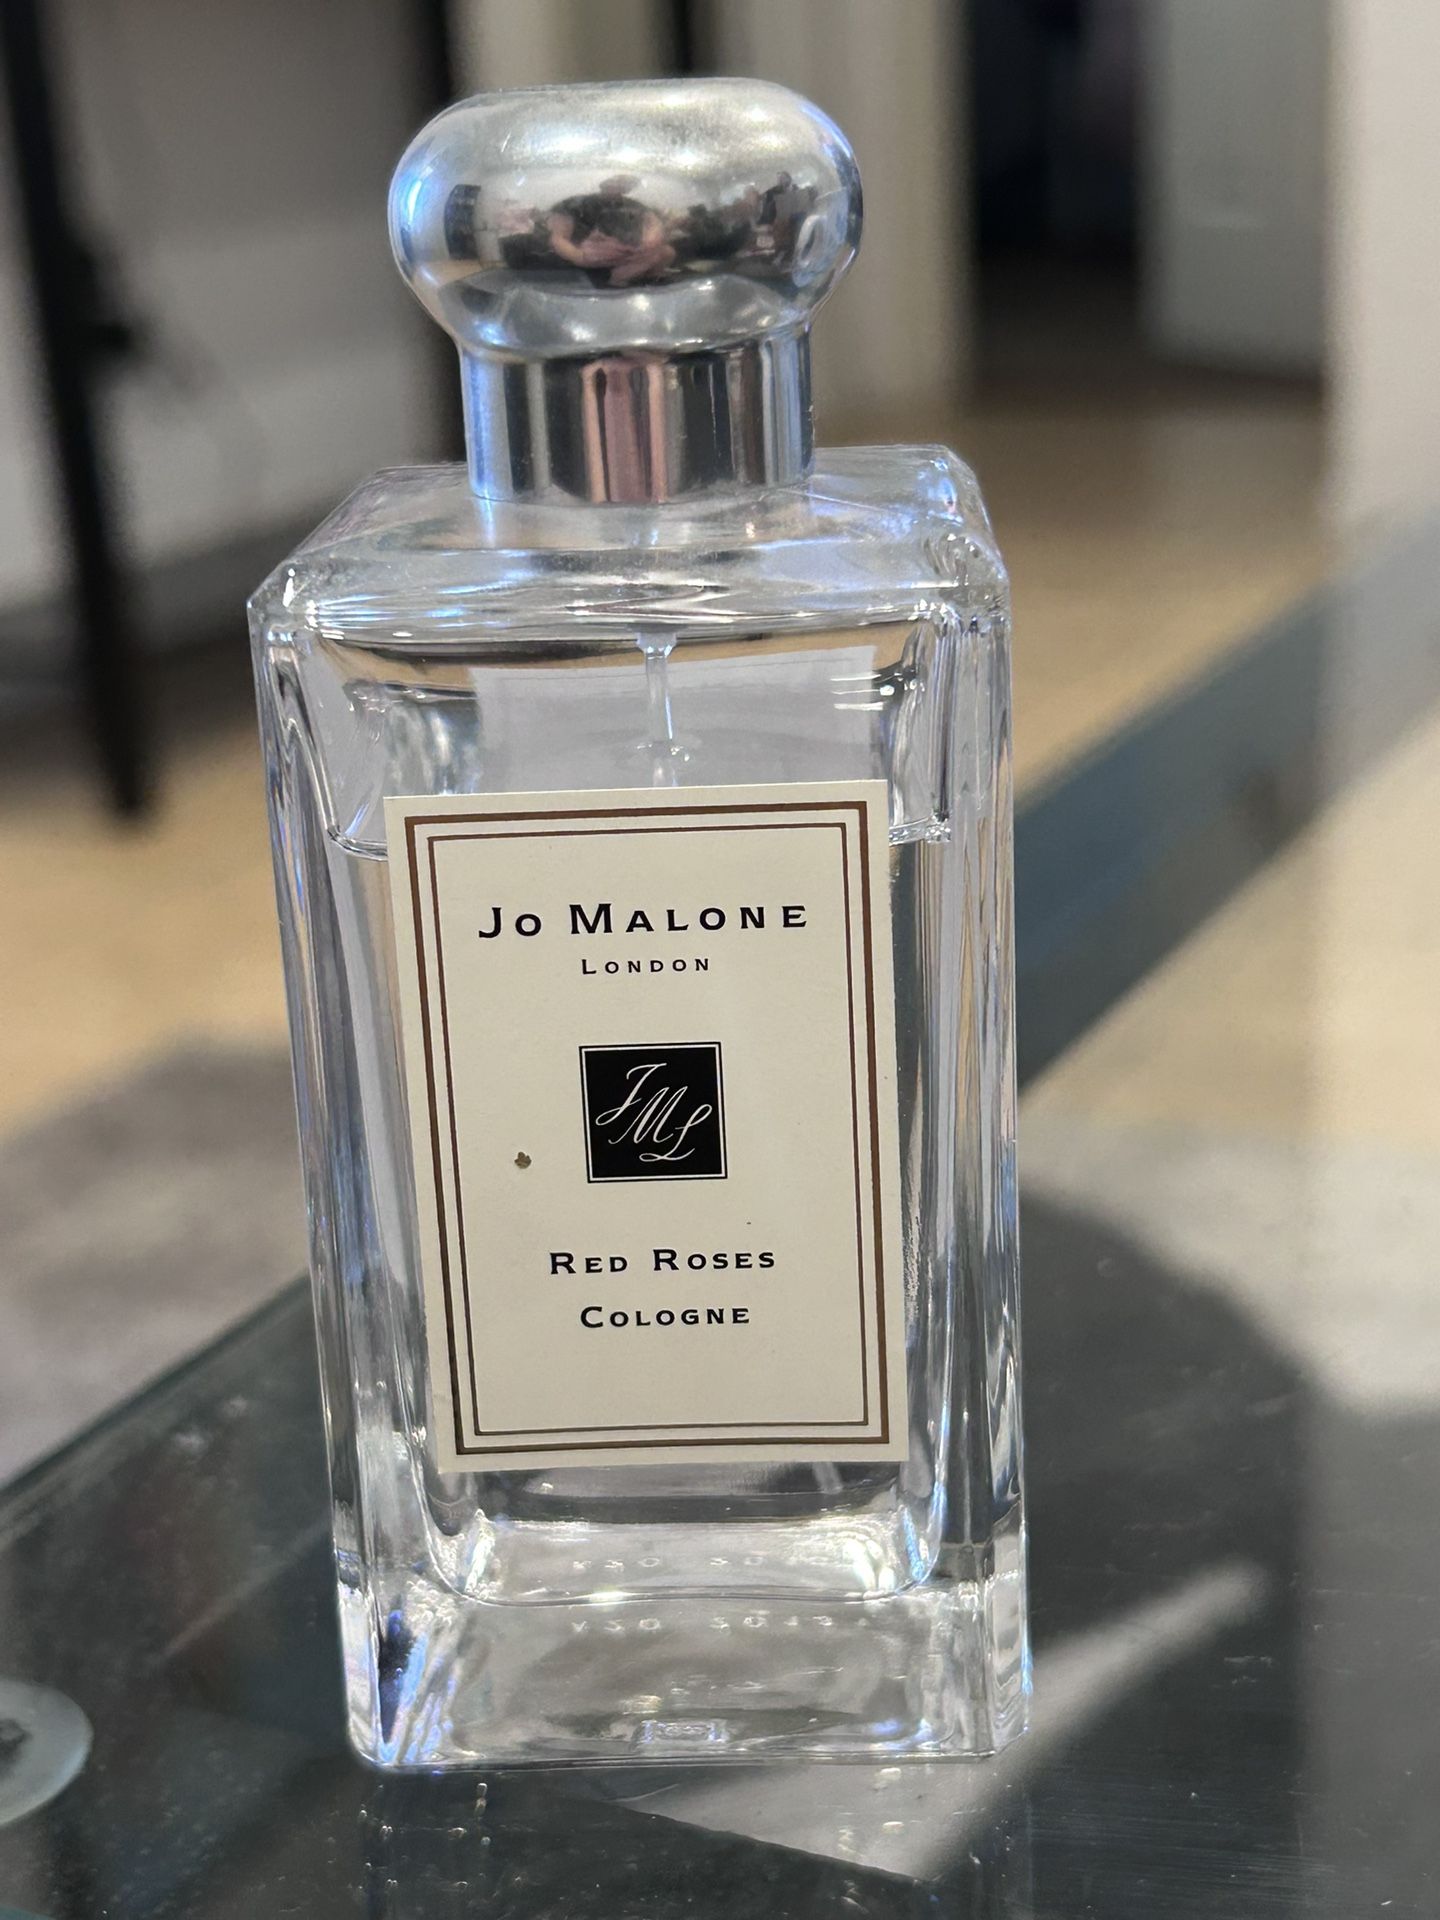 Jo Malone
London
JML
Red Roses
Cologne